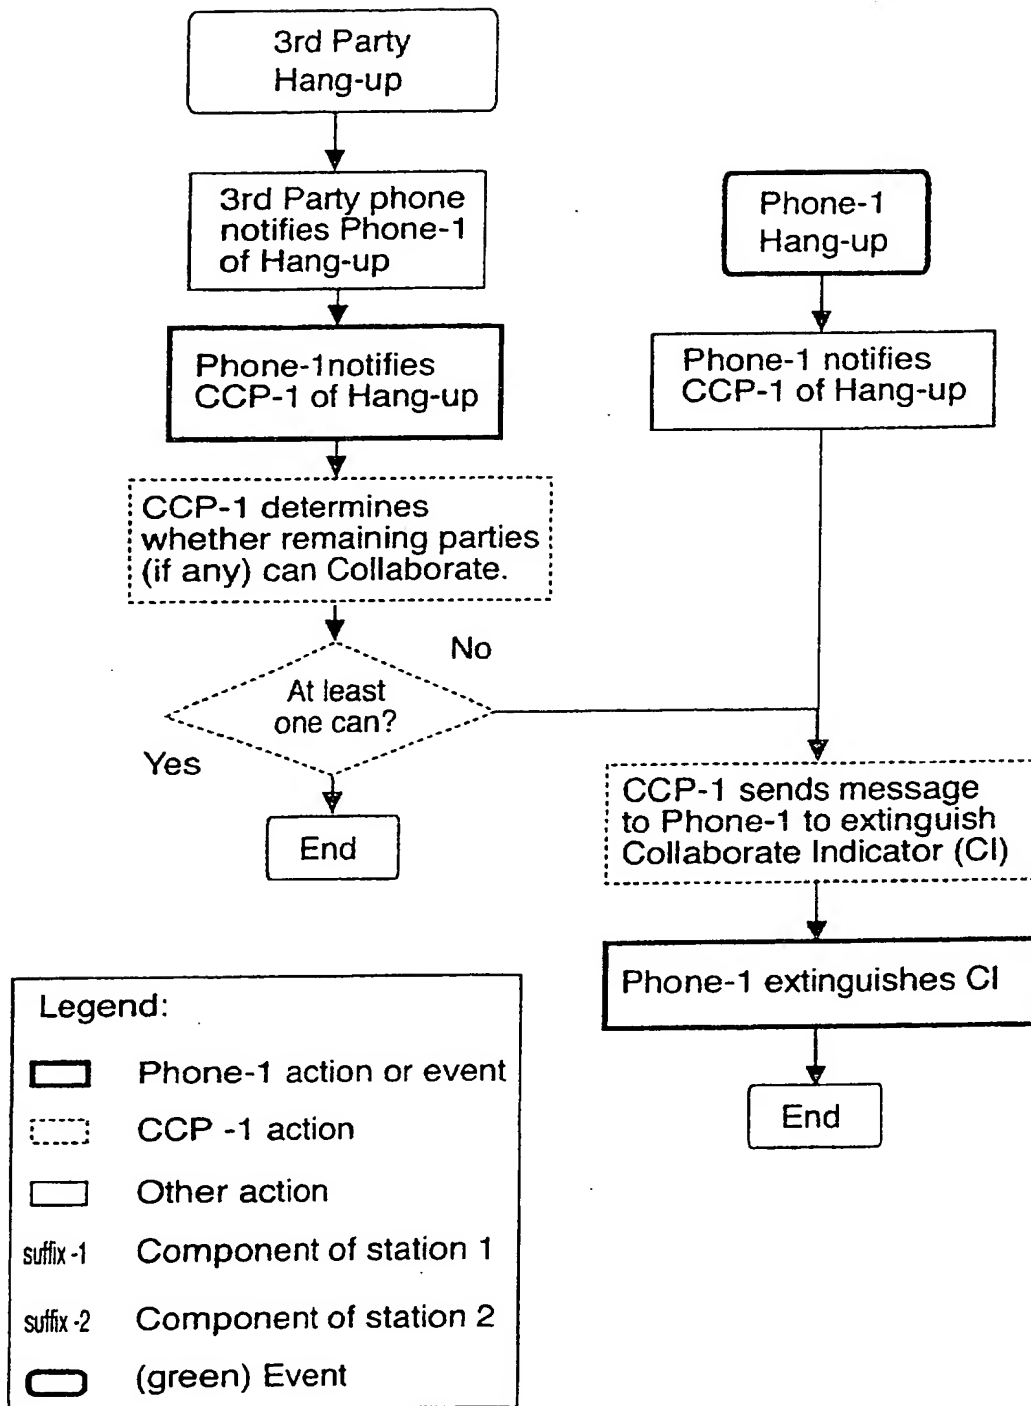 3rd Party
Hang-up
3rd Party phone
notifies Phone-1
of Hang-up
Phone-1notifies
CCP-1 of Hang-up
CCP-1 determines
whether remaining parties
(if any) can Collaborate.
No
At least
one can?
Yes
End
Phone-1
Hang-up
Phone-1 notifies
CCP-1 of Hang-up
CCP-1 sends message
to Phone-1 to extinguish
Collaborate Indicator (CI)
Phone-1 extinguishes CI
End
Legend:
Phone-1 action or event
CCP -1 action
Other action
suffix -1 Component of station 1
suffix -2 Component of station 2
(green) Event